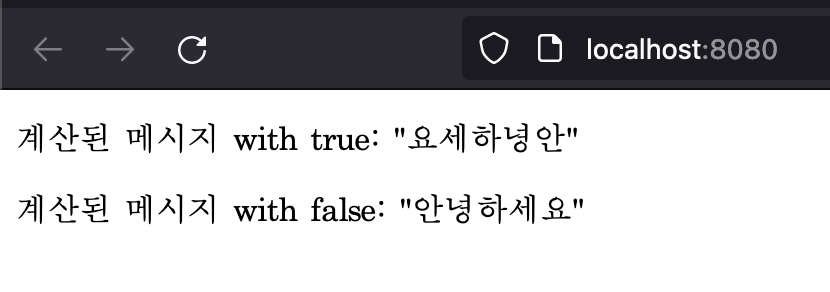 localhost:8080
계산된 메시지 with true: "요세하녕안"
계산된 메시지 with false: "안녕하세요"